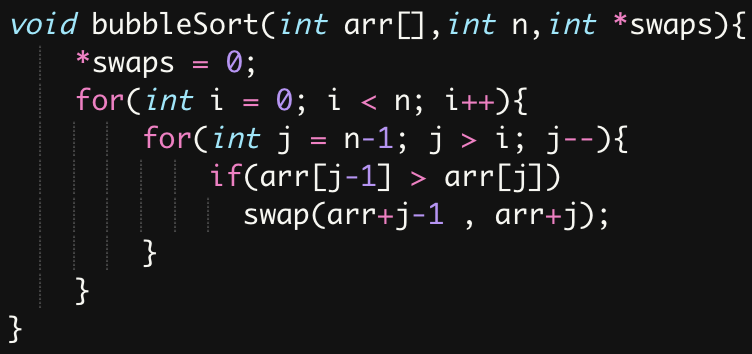 void bubbleSort(int arr[],int n,int *swaps){
    *swaps = 0;
    for(int i = 0; i < n; i++){
        for(int j = n-1; j > i; j--){
            if(arr[j-1] > arr[j])
              swap(arr+j-1 , arr+j);
        }
    }
}